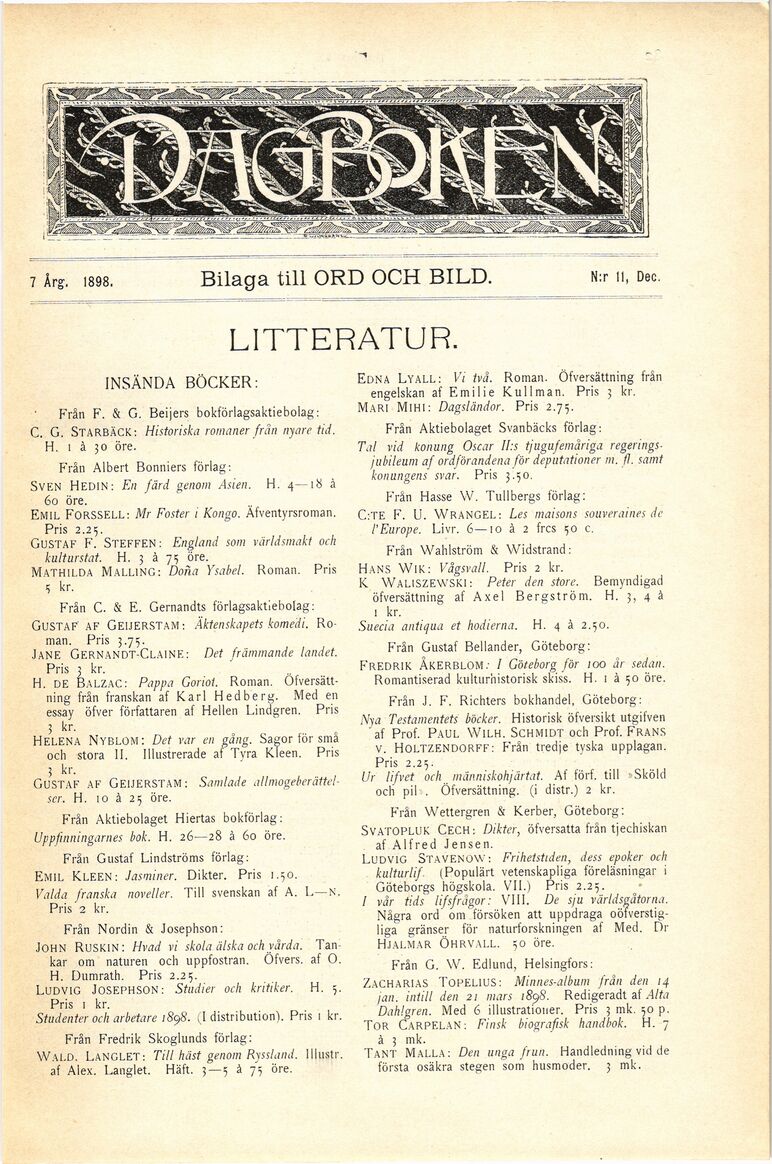 DAGBOKEN
7 Årg. 1898.
Bilaga till ORD OCH BILD.
N:r 11, Dec.
LITTERATUR.
INSÄNDA BÖCKER:
Från F. & G. Beijers bokförlagsaktiebolag:
C. G. STARBÄCK: Historiska romaner från nyare tid.
H. 1 à 30 öre.
Från Albert Bonniers förlag:
SVEN HEDIN: En färd genom Asien. H. 4—18 à
60 öre.
EMIL FORSSELL: Mr Foster i Kongo. Äfventyrsroman.
Pris 2.25.
GUSTAF F. STEFFEN: England som världsmakt och
kulturstat. H. 3 à 75 öre.
MATHILDA MALLING: Doña Ysabel. Roman. Pris
5 kr.
Från C. & E. Gernandts förlagsaktiebolag:
GUSTAF AF GEIJERSTAM: Äktenskapets komedi. Ro-
man. Pris 3.75.
JANE GERNANDT-CLAINE: Det främmande landet.
Pris 3 kr.
H. DE BALZAC: Pappa Goriot. Roman. Öfversätt-
ning från franskan af Karl Hedberg. Med en
essay öfver författaren af Hellen Lindgren. Pris
3 kr.
HELENA NYBLOM: Det var en gång. Sagor för små
och stora II. Illustrerade af Tyra Kleen. Pris
3 kr.
GUSTAF AF GEIJERSTAM: Samlade allmogeberättel-
ser. H. 10 à 25 öre.
Från Aktiebolaget Hiertas bokförlag:
Uppfinningarnes bok. H. 26—28 à 60 öre.
Från Gustaf Lindströms förlag:
EMIL KLEEN: Jasminer. Dikter. Pris 1.50.
Valda franska noveller. Till svenskan af A. L—N.
Pris 2 kr.
Från Nordin & Josephson:
JOHN RUSKIN: Hvad vi skola älska och vårda. Tan-
kar om naturen och uppfostran. Öfvers. af O.
H. Dumrath. Pris 2.25.
LUDVIG JOSEPHSON: Studier och kritiker. H. 5.
Pris 1 kr.
Studenter och arbetare 1898. (I distribution). Pris 1 kr.
Från Fredrik Skoglunds förlag:
WALD. LANGLET: Till häst genom Ryssland. Illustr.
af Alex. Langlet. Häft. 3—5 à 75 öre.
EDNA LYALL: Vi två. Roman. Öfversättning från
engelskan af Emilie Kullman. Pris 3 kr.
MARI MIHI: Dagsländor. Pris 2.75.
Från Aktiebolaget Svanbäcks förlag:
Tal vid konung Oscar II:s tjugufemåriga regerings-
jubileum af ordförandena för deputationer m. fl. samt
konungens svar. Pris 3.50.
Från Hasse W. Tullbergs förlag:
C:TE F. U. WRANGEL: Les maisons souveraines de
l'Europe. Livr. 6—10 à 2 frcs 50 c.
Från Wahlström & Widstrand:
HANS WIK: Vågsvall. Pris 2 kr.
K WALISZEWSKI: Peter den store. Bemyndigad
öfversättning af Axel Bergström. H. 3, 4 à
1 kr.
Suecia antiqua et hodierna. H. 4 à 2.50.
Från Gustaf Bellander, Göteborg:
FREDRIK ÅKERBLOM: I Göteborg för 100 år sedan.
Romantiserad kulturhistorisk skiss. H. 1 à 50 öre.
Från J. F. Richters bokhandel, Göteborg:
Nya Testamentets böcker. Historisk öfversikt utgifven
af Prof. PAUL WILH. SCHMIDT och Prof. FRANS
V. HOLTZENDORFF: Från tredje tyska upplagan.
Pris 2.25.
Ur lifvet och människohjärtat. Af förf. till »Sköld
och pil». Öfversättning. (i distr.) 2 kr.
Från Wettergren & Kerber, Göteborg:
SVATOPLUK CECH: Dikter, öfversatta från tjechiskan
af Alfred Jensen.
LUDVIG STAVENOW: Frihetstiden, dess epoker och
kulturlif. (Populärt vetenskapliga föreläsningar i
Göteborgs högskola. VII.) Pris 2.25.
I vår tids lifsfrågor: VIII. De sju världsgåtorna.
Några ord om försöken att uppdraga oöfverstig-
liga gränser för naturforskningen af Med. Dr
HJALMAR ÖHRVALL. 50 öre.
Från G. W. Edlund, Helsingfors:
ZACHARIAS TOPELIUS: Minnes-album från den 14
jan. intill den 21 mars 1898. Redigeradt af Alta
Dahlgren. Med 6 illustrationer. Pris 3 mk. 50 p.
TOR CARPELAN: Finsk biografisk handbok. H. 7
à 3 mk.
TANT MALLA: Den unga frun. Handledning vid de
första osäkra stegen som husmoder. 3 mk.